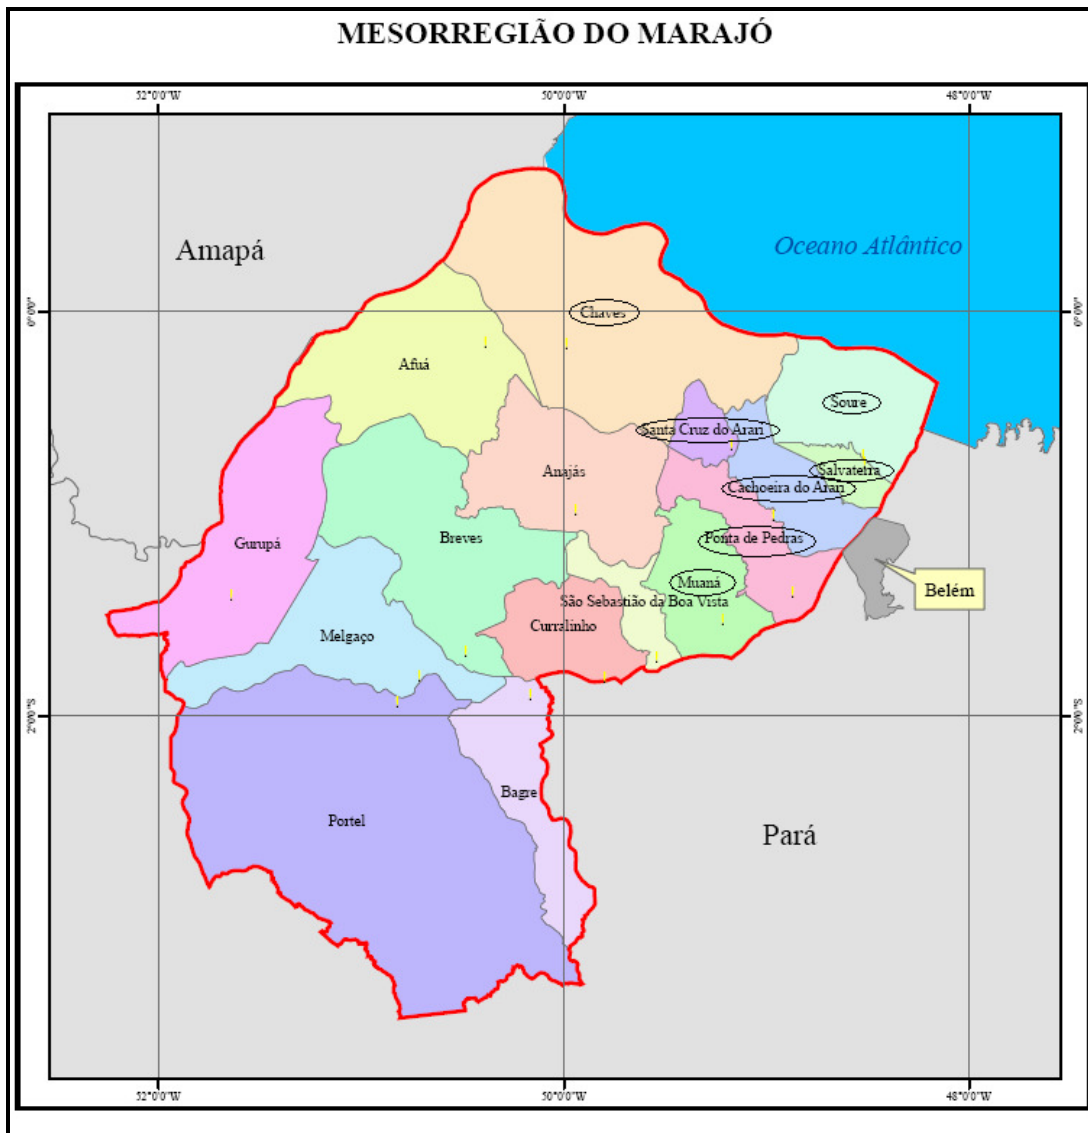 MESORREGIÃO DO MARAJÓ
52°0'0"W
50°0'0"W
48°0'0"W
Amapá
Oceano Atlântico
0°0'0"
0°0'0"
Chaves
Afuá
Soure
Santa Cruz do Arari
Anajás
Salvaterra
Cachoeira do Arari
Gurupá
Breves
Ponta de Pedras
Muaná
Belém
São Sebastião da Boa Vista
Curralinho
Melgaço
2°0'0"S
2°0'0"S
Bagre
Portel
Pará
52°0'0"W
50°0'0"W
48°0'0"W